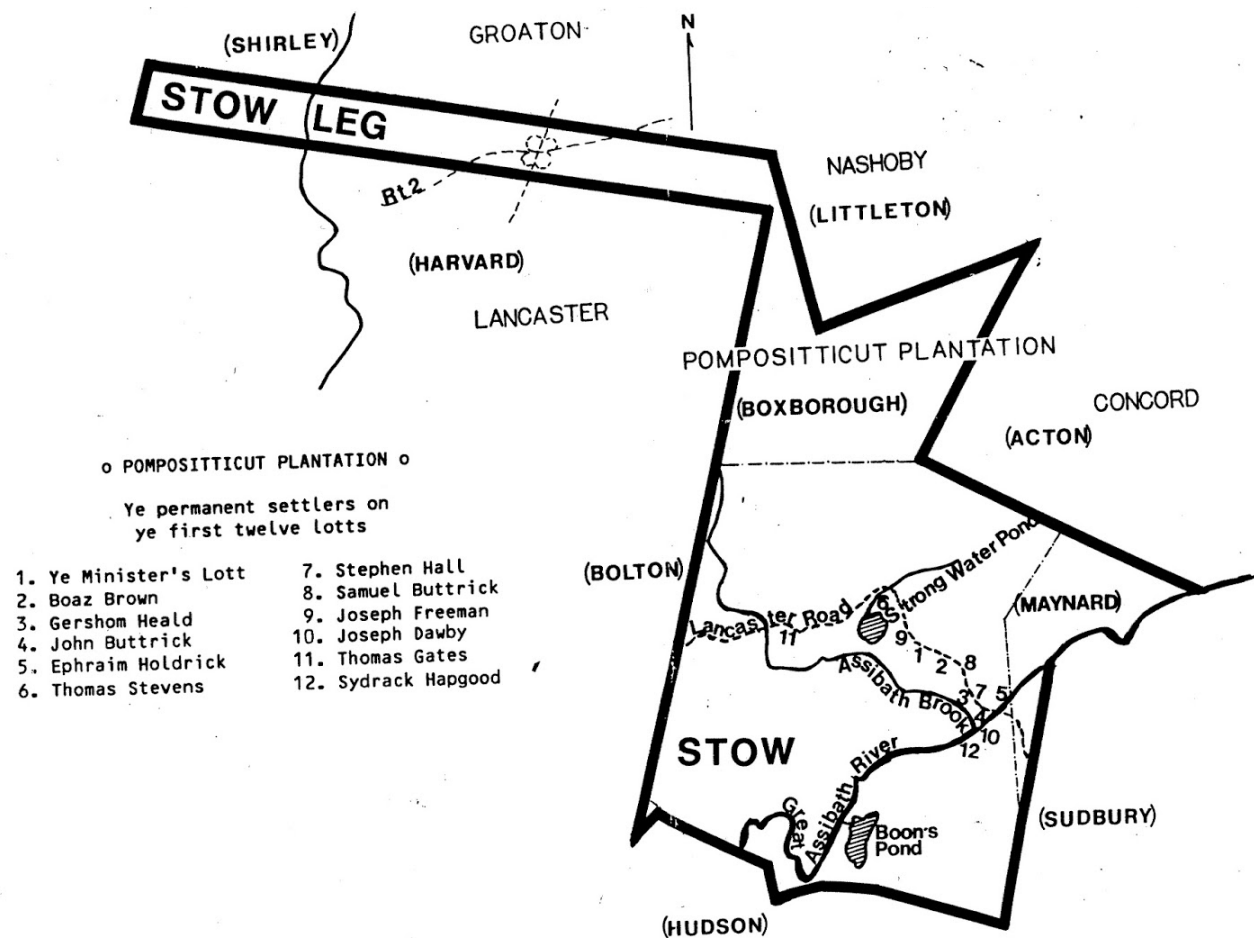 (SHIRLEY)
GROATON
N
STOW LEG
Rt.2
NASHOBY
(LITTLETON)
(HARVARD)
LANCASTER
POMPOSITTICUT PLANTATION
(BOXBOROUGH)
CONCORD
(ACTON)
o POMPOSITTICUT PLANTATION o
Ye permanent settlers on
ye first twelve lotts
1. Ye Minister's Lott
2. Boaz Brown
3. Gershom Heald
4. John Buttrick
5. Ephraim Holdrick
6. Thomas Stevens
7. Stephen Hall
8. Samuel Buttrick
9. Joseph Freeman
10. Joseph Dawby
11. Thomas Gates
12. Sydrack Hapgood
(BOLTON)
Lancaster Road
11
6
Strong Water Pond
(MAYNARD)
9
1
2
8
Assibath Brook
3
7
5
4
10
12
STOW
Great Assibath River
Boon's
Pond
(SUDBURY)
(HUDSON)